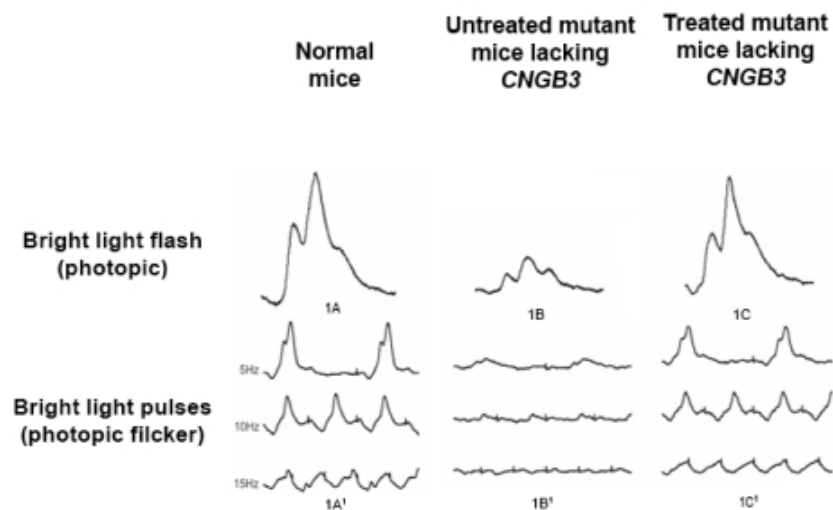 Normal
mice
Untreated mutant
mice lacking
CNGB3
Treated mutant
mice lacking
CNGB3
Bright light flash
(photopic)
1A
1B
1C
Bright light pulses
(photopic filcker)
5Hz
10Hz
15Hz
1A¹
1B¹
1C¹